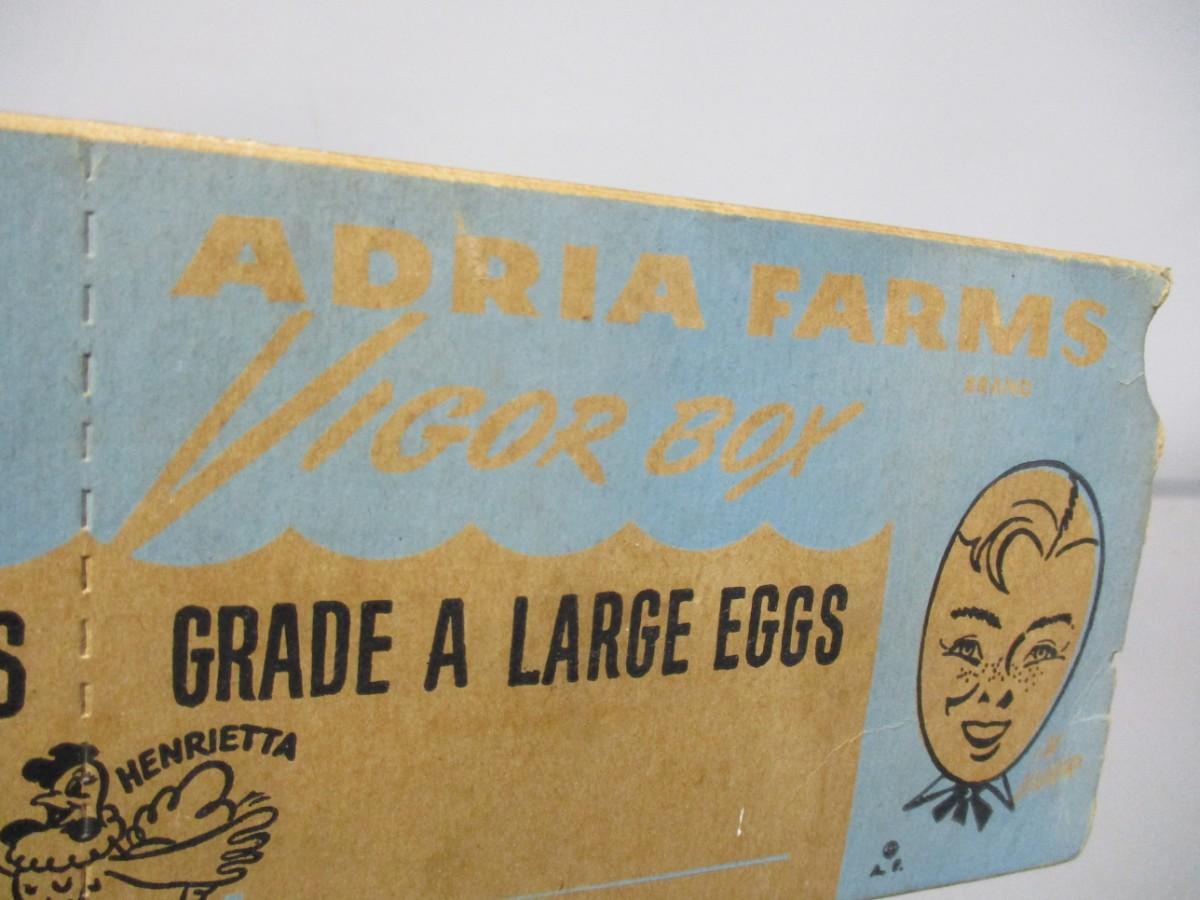 ADRIA FARMS
BRAND
VIGOR BOX
S
GRADE A LARGE EGGS
HENRIETTA
©
A. F.